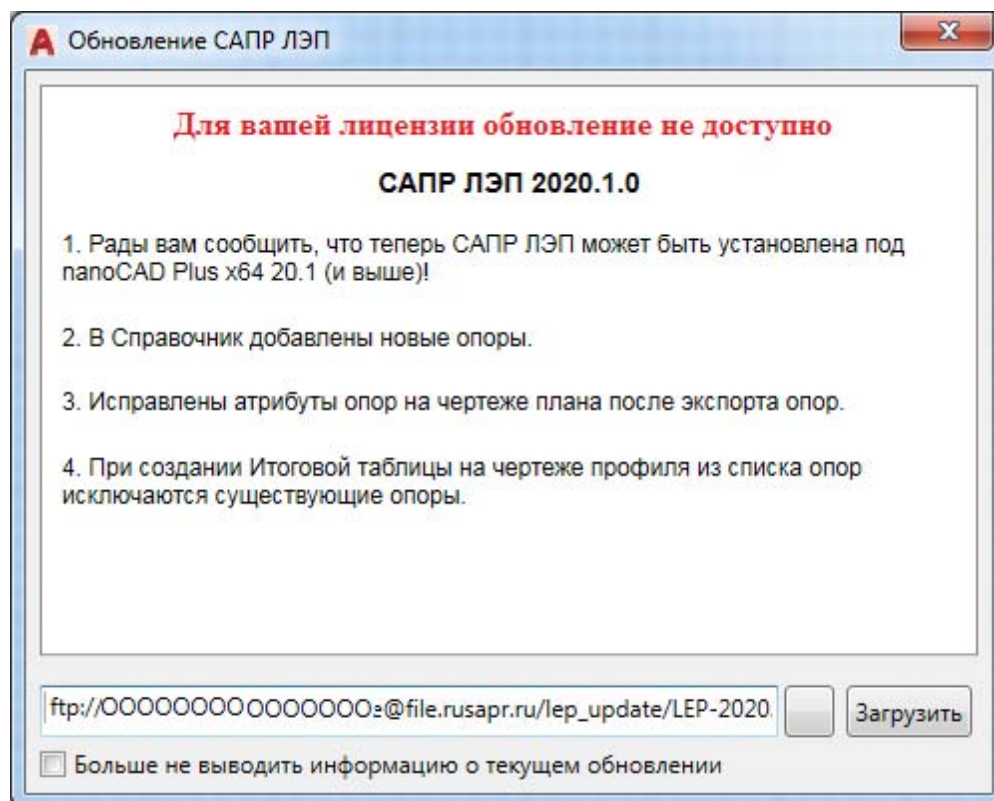 Обновление САПР ЛЭП
Для вашей лицензии обновление не доступно
САПР ЛЭП 2020.1.0
1. Рады вам сообщить, что теперь САПР ЛЭП может быть установлена под
nanoCAD Plus x64 20.1 (и выше)!
2. В Справочник добавлены новые опоры.
3. Исправлены атрибуты опор на чертеже плана после экспорта опор.
4. При создании Итоговой таблицы на чертеже профиля из списка опор
исключаются существующие опоры.
ftp://OOOOOOOOOOOOOOOOe@file.rusapr.ru/lep_update/LEP-2020. Загрузить
Больше не выводить информацию о текущем обновлении